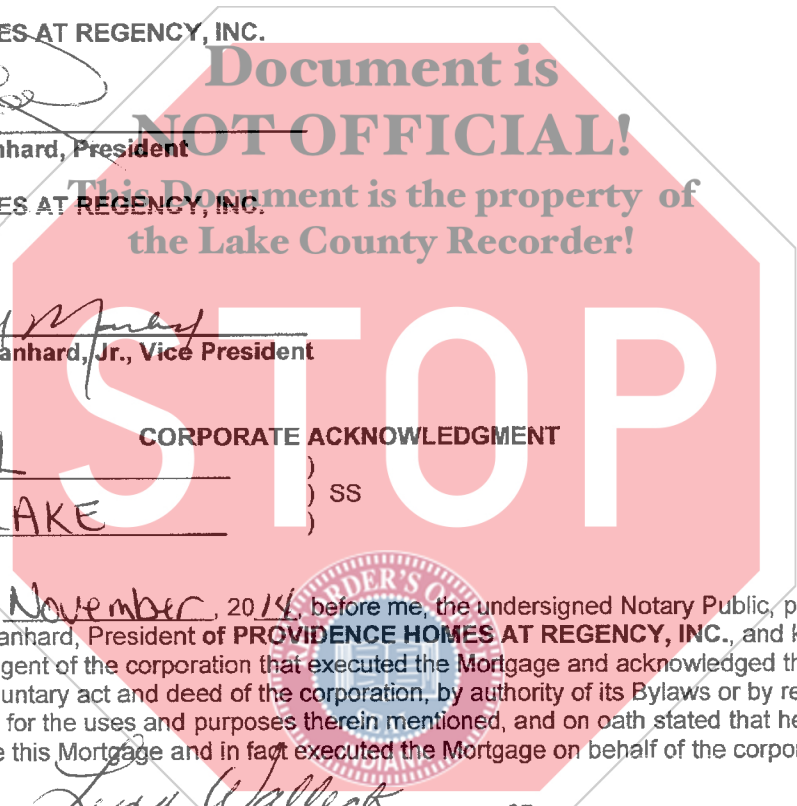 ES AT REGENCY, INC.
Document is
NOT OFFICIAL!
nhard, President
This Document is the property of
ES AT REGENCY, INC.
the Lake County Recorder!
anhard, Jr., Vice President
STOP
CORPORATE ACKNOWLEDGMENT
)
) SS
LAKE )
November, 2014, before me, the undersigned Notary Public, p
anhard, President of PROVIDENCE HOMES AT REGENCY, INC., and k
gent of the corporation that executed the Mortgage and acknowledged th
untary act and deed of the corporation, by authority of its Bylaws or by re
for the uses and purposes therein mentioned, and on oath stated that he
e this Mortgage and in fact executed the Mortgage on behalf of the corpor